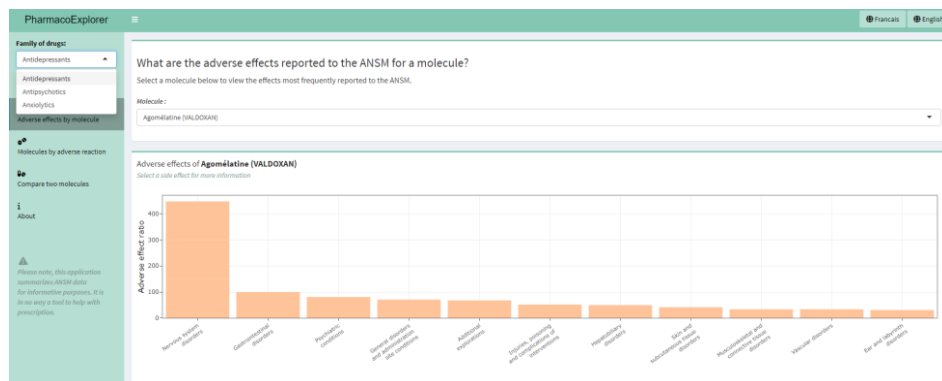 PharmacoExplorer
Francais
English
Family of drugs:
Antidepressants
Antidepressants
Antipsychotics
Anxiolytics
Adverse effects by molecule
Molecules by adverse reaction
Compare two molecules
i
About
Please note, this application
summarizes ANSM data
for informative purposes. It is
in no way a tool to help with
prescription.
What are the adverse effects reported to the ANSM for a molecule?
Select a molecule below to view the effects most frequently reported to the ANSM.
Molecule :
Agomélatine (VALDOXAN)
Adverse effects of Agomélatine (VALDOXAN)
Select a side effect for more information
Adverse effect ratio
400
300
200
100
0
Nervous system
disorders
Gastrointestinal
disorders
Psychiatric
conditions
General disorders
and administration
site conditions
Additional
explorations
Injuries, poisoning
and complications of
interventions
Hepatobiliary
disorders
Skin and
subcutaneous tissue
disorders
Musculoskeletal and
connective tissue
disorders
Vascular disorders
Ear and labyrinth
disorders